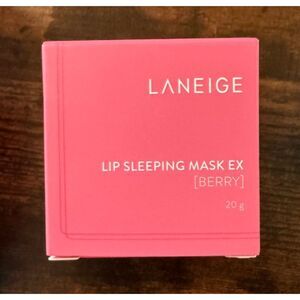 LANEIGE
LIP SLEEPING MASK EX
[BERRY]
20 g